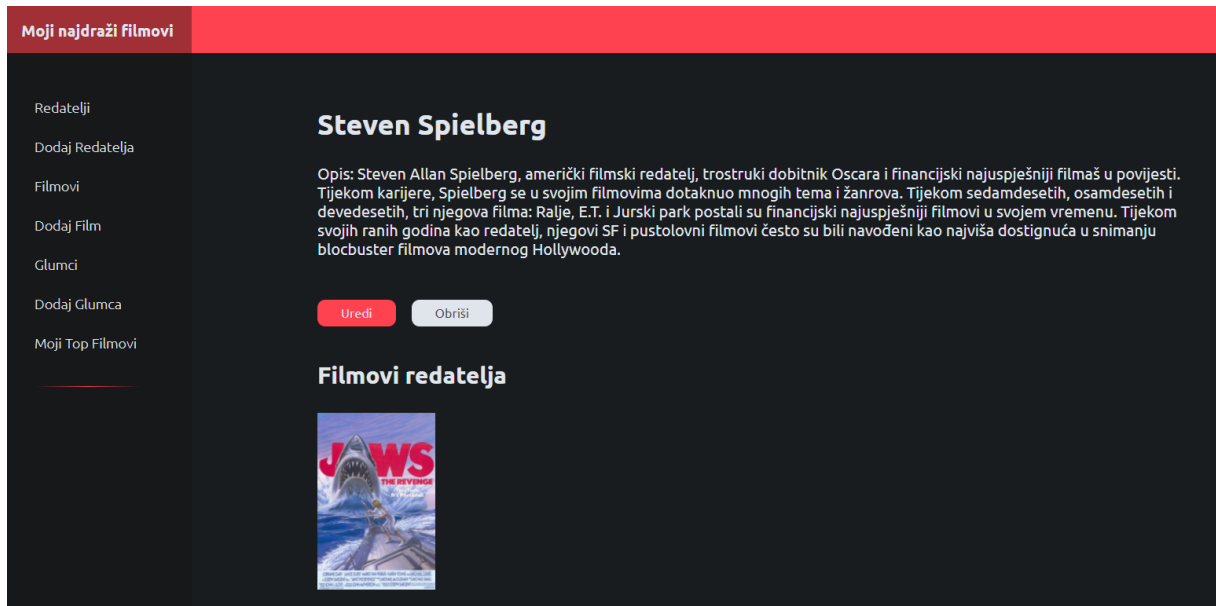 Moji najdraži filmovi
Redatelji
Dodaj Redatelja
Filmovi
Dodaj Film
Glumci
Dodaj Glumca
Moji Top Filmovi
Steven Spielberg
Opis: Steven Allan Spielberg, američki filmski redatelj, trostruki dobitnik Oscara i financijski najuspješniji filmaš u povijesti.
Tijekom karijere, Spielberg se u svojim filmovima dotaknuo mnogih tema i žanrova. Tijekom sedamdesetih, osamdesetih i
devedesetih, tri njegova filma: Ralje, E.T. i Jurski park postali su financijski najuspješniji filmovi u svojem vremenu. Tijekom
svojih ranih godina kao redatelj, njegovi SF i pustolovni filmovi često su bili navođeni kao najviša dostignuća u snimanju
blocbuster filmova modernog Hollywooda.
Uredi
Obriši
Filmovi redatelja
JAWS
THE REVENGE